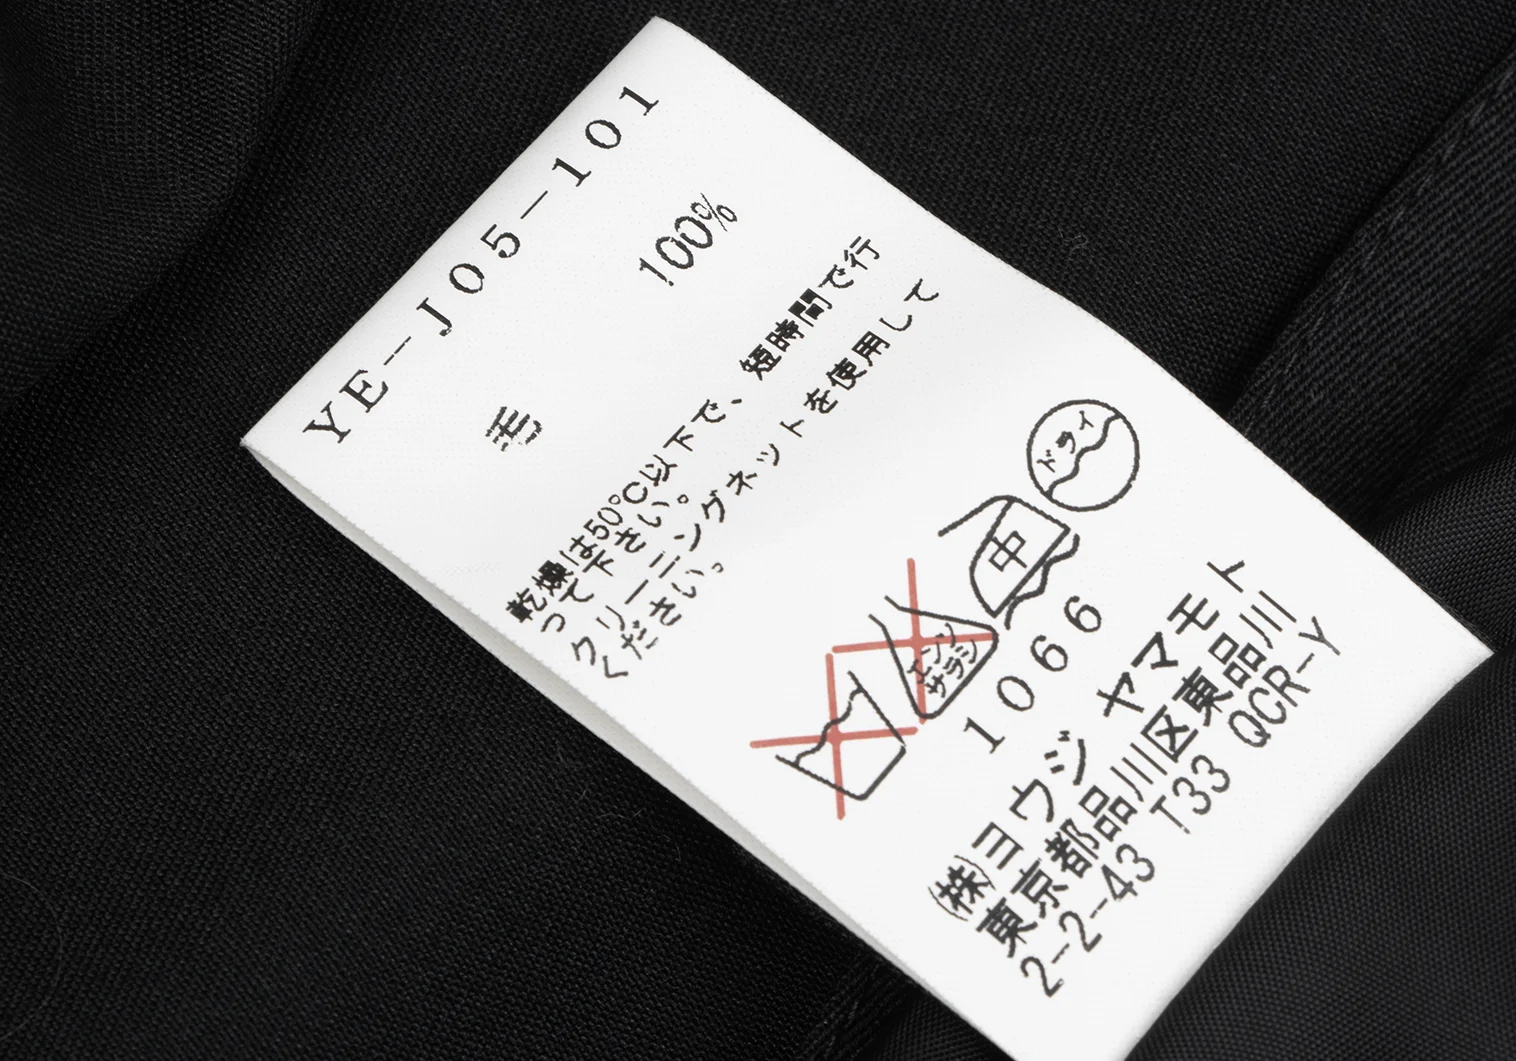 YE-J05-101
毛 100%
乾燥は50℃以下で、短時間で行
って下さい。
クリーニングネットを使用して
ください。
エンソ
サラシ
中
ドライ
1066
(株)ヨウジ ヤマモト
東京都品川区東品川
2-2-43 T33 QCR-Y